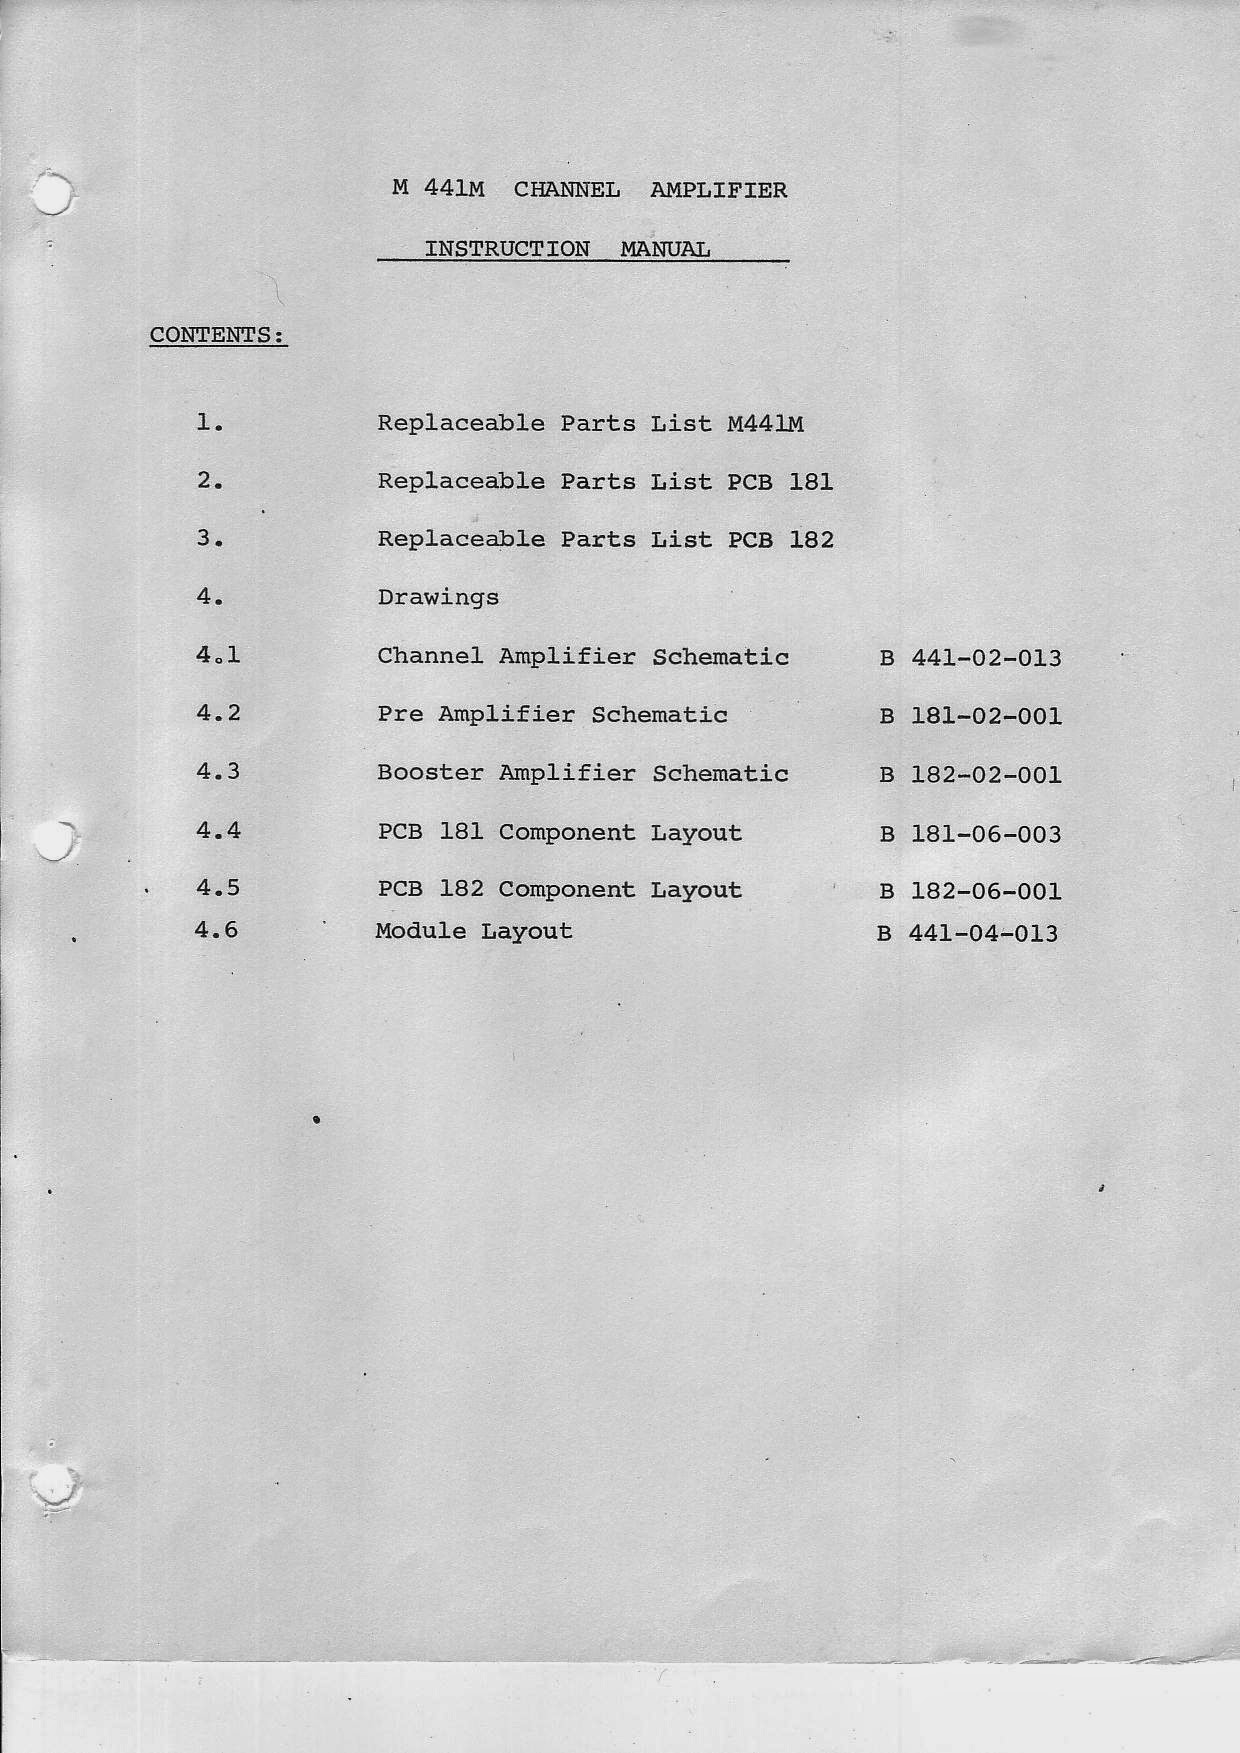 M 441M CHANNEL AMPLIFIER
INSTRUCTION MANUAL
CONTENTS:
1. Replaceable Parts List M441M
2. Replaceable Parts List PCB 181
3. Replaceable Parts List PCB 182
4. Drawings
4.1 Channel Amplifier Schematic B 441-02-013
4.2 Pre Amplifier Schematic B 181-02-001
4.3 Booster Amplifier Schematic B 182-02-001
4.4 PCB 181 Component Layout B 181-06-003
4.5 PCB 182 Component Layout B 182-06-001
4.6 Module Layout B 441-04-013